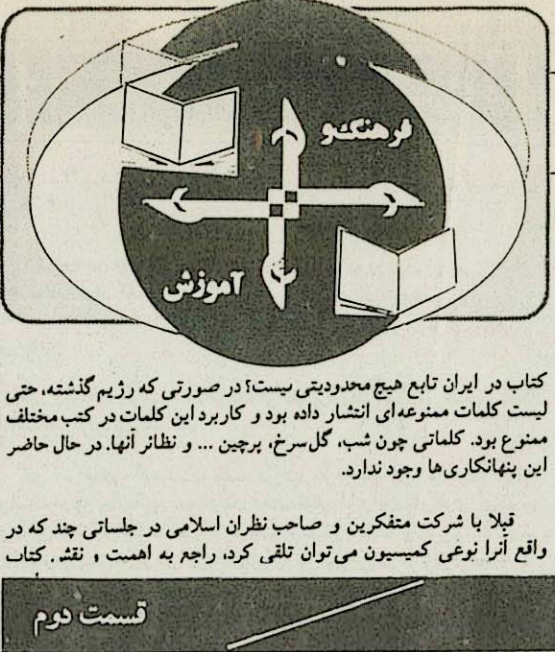 فرهنگ‌و
آموزش
کتاب در ایران تابع هیچ محدودیتی نیست؟ در صورتی که رژیم گذشته، حتی
لیست کلمات ممنوعه‌ای انتشار داده بود و کاربرد این کلمات در کتب مختلف
ممنوع بود. کلماتی چون شب، گل‌سرخ، پرچین ... و نظائر آنها. در حال حاضر
این پنهانکاری‌ها وجود ندارد.
قبلا با شرکت متفکرین و صاحب نظران اسلامی در جلساتی چند که در
واقع آنرا نوعی کمیسیون می‌توان تلقی کرد، راجع به اهمیت و نقش کتاب
قسمت دوم